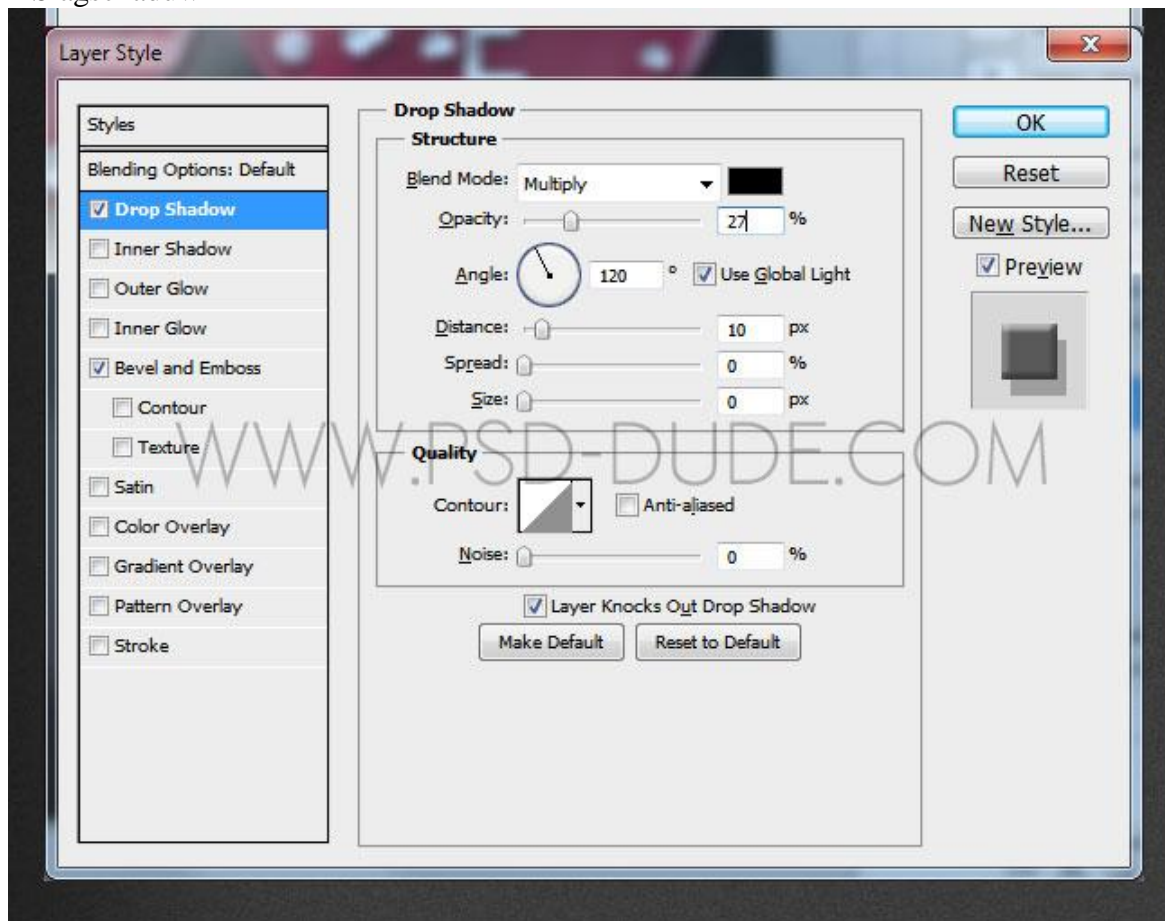 Layer Style
x
Styles
Blending Options: Default
Drop Shadow
Inner Shadow
Outer Glow
Inner Glow
Bevel and Emboss
Contour
Texture
Satin
Color Overlay
Gradient Overlay
Pattern Overlay
Stroke
Drop Shadow
Structure
Blend Mode: Multiply
Opacity: 27 %
Angle: 120 ° Use Global Light
Distance: 10 px
Spread: 0 %
Size: 0 px
Quality
Contour: Anti-aliased
Noise: 0 %
Layer Knocks Out Drop Shadow
Make Default Reset to Default
OK
Reset
New Style...
Preview
WWW.PSD-DUDE.COM